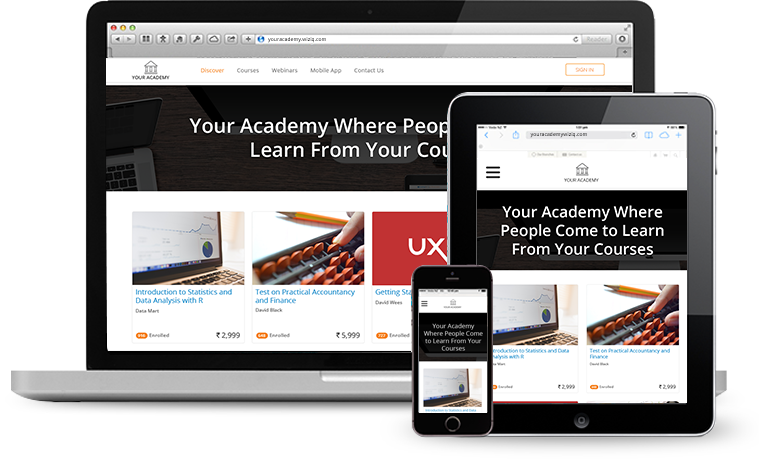 youracademy.wiziq.com
Reader
YOUR ACADEMY
Discover
Courses
Webinars
Mobile App
Contact Us
SIGN IN
Your Academy Where Peop
Learn From Your Cou
UX
Introduction to Statistics and
Data Analysis with R
Data Mart
Enrolled
₹ 2,999
Test on Practical Accountancy
and Finance
David Black
Enrolled
₹ 5,999
Getting Sta
David Wees
Enrolled
youracademy.wiziq.com
YOUR ACADEMY
Your Academy Where
People Come to Learn
From Your Courses
ntroduction to Statistics and Data
Analysis with R
Enrolled
₹ 2,999
Test on Practical Accountancy and
Finance
David Black
Enrolled
₹ 2,999
Your Academy
Where People Come
to Learn From Your
Courses
Introduction to Statistics and Data